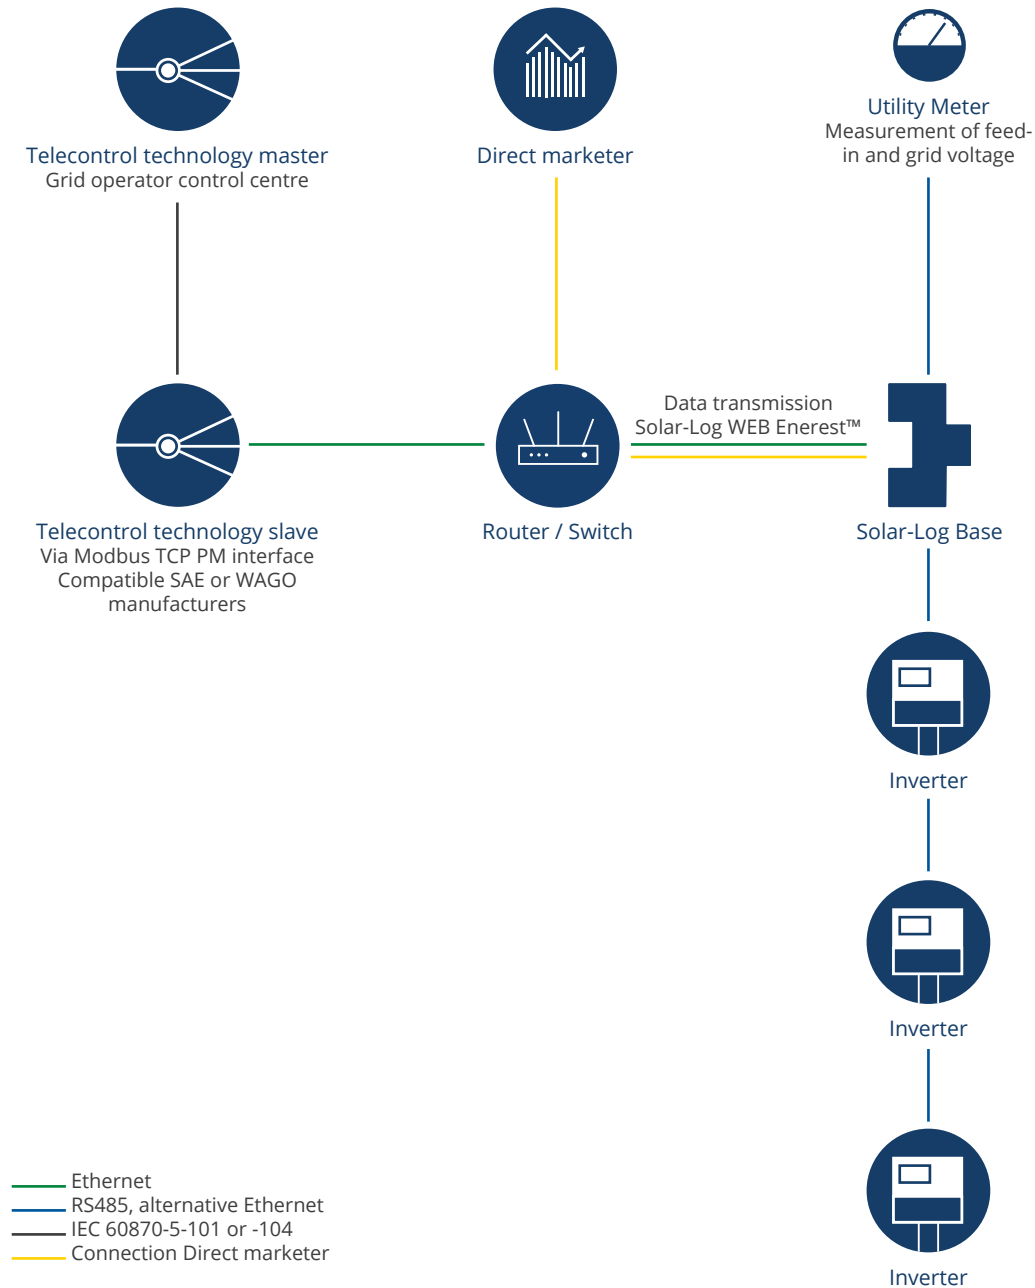 Telecontrol technology master
Grid operator control centre
Direct marketer
Utility Meter
Measurement of feed-
in and grid voltage
Data transmission
Solar-Log WEB Enerest™
Telecontrol technology slave
Via Modbus TCP PM interface
Compatible SAE or WAGO
manufacturers
Router / Switch
Solar-Log Base
Inverter
Inverter
Inverter
Ethernet
RS485, alternative Ethernet
IEC 60870-5-101 or -104
Connection Direct marketer